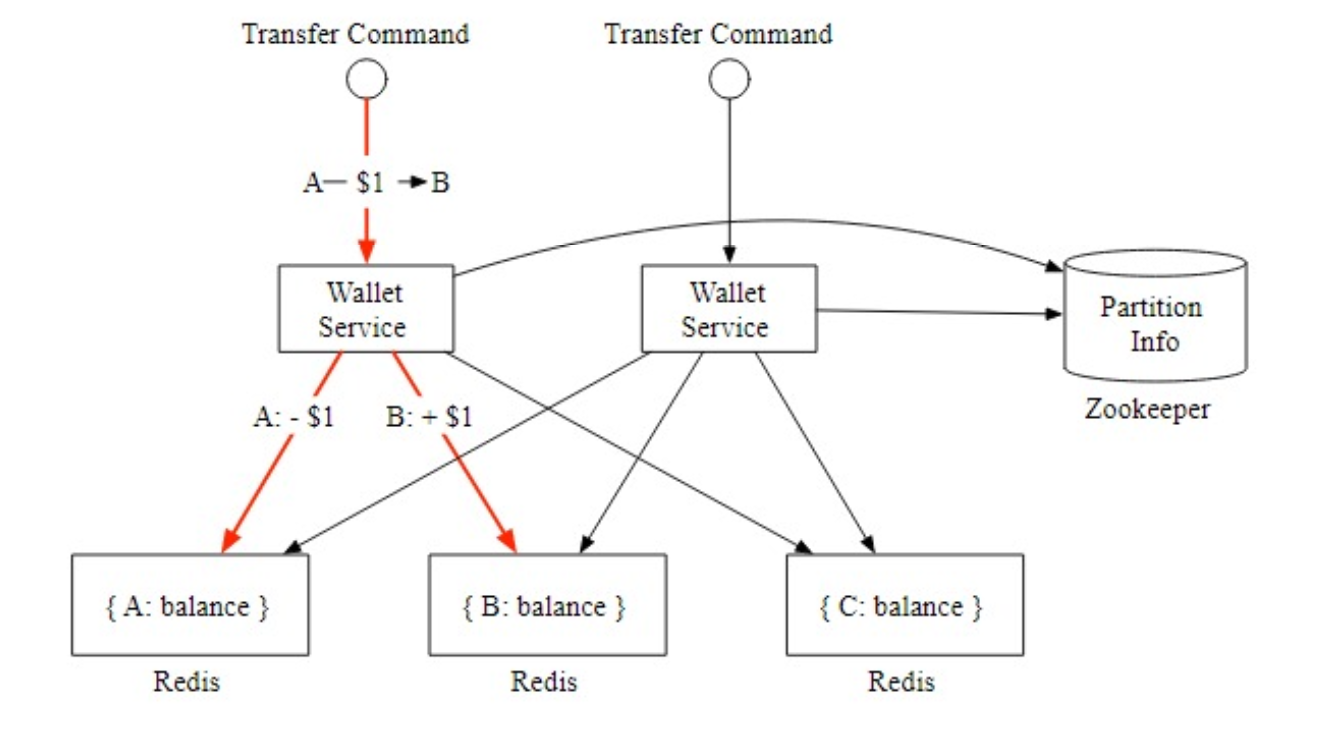 Transfer Command
Transfer Command
A— $1 → B
Wallet
Service
Wallet
Service
Partition
Info
Zookeeper
A: - $1
B: + $1
{ A: balance }
{ B: balance }
{ C: balance }
Redis
Redis
Redis